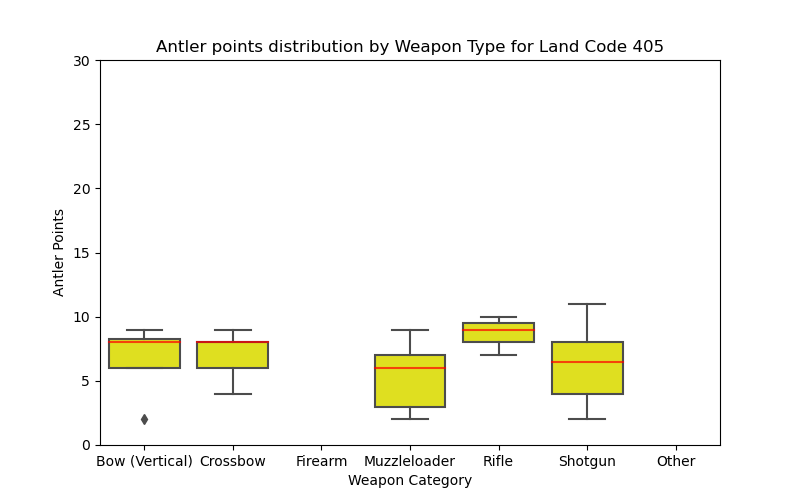 Antler points distribution by Weapon Type for Land Code 405
30
25
20
15
10
5
0
Antler Points
Bow (Vertical) Crossbow Firearm Muzzleloader Rifle Shotgun Other
Weapon Category